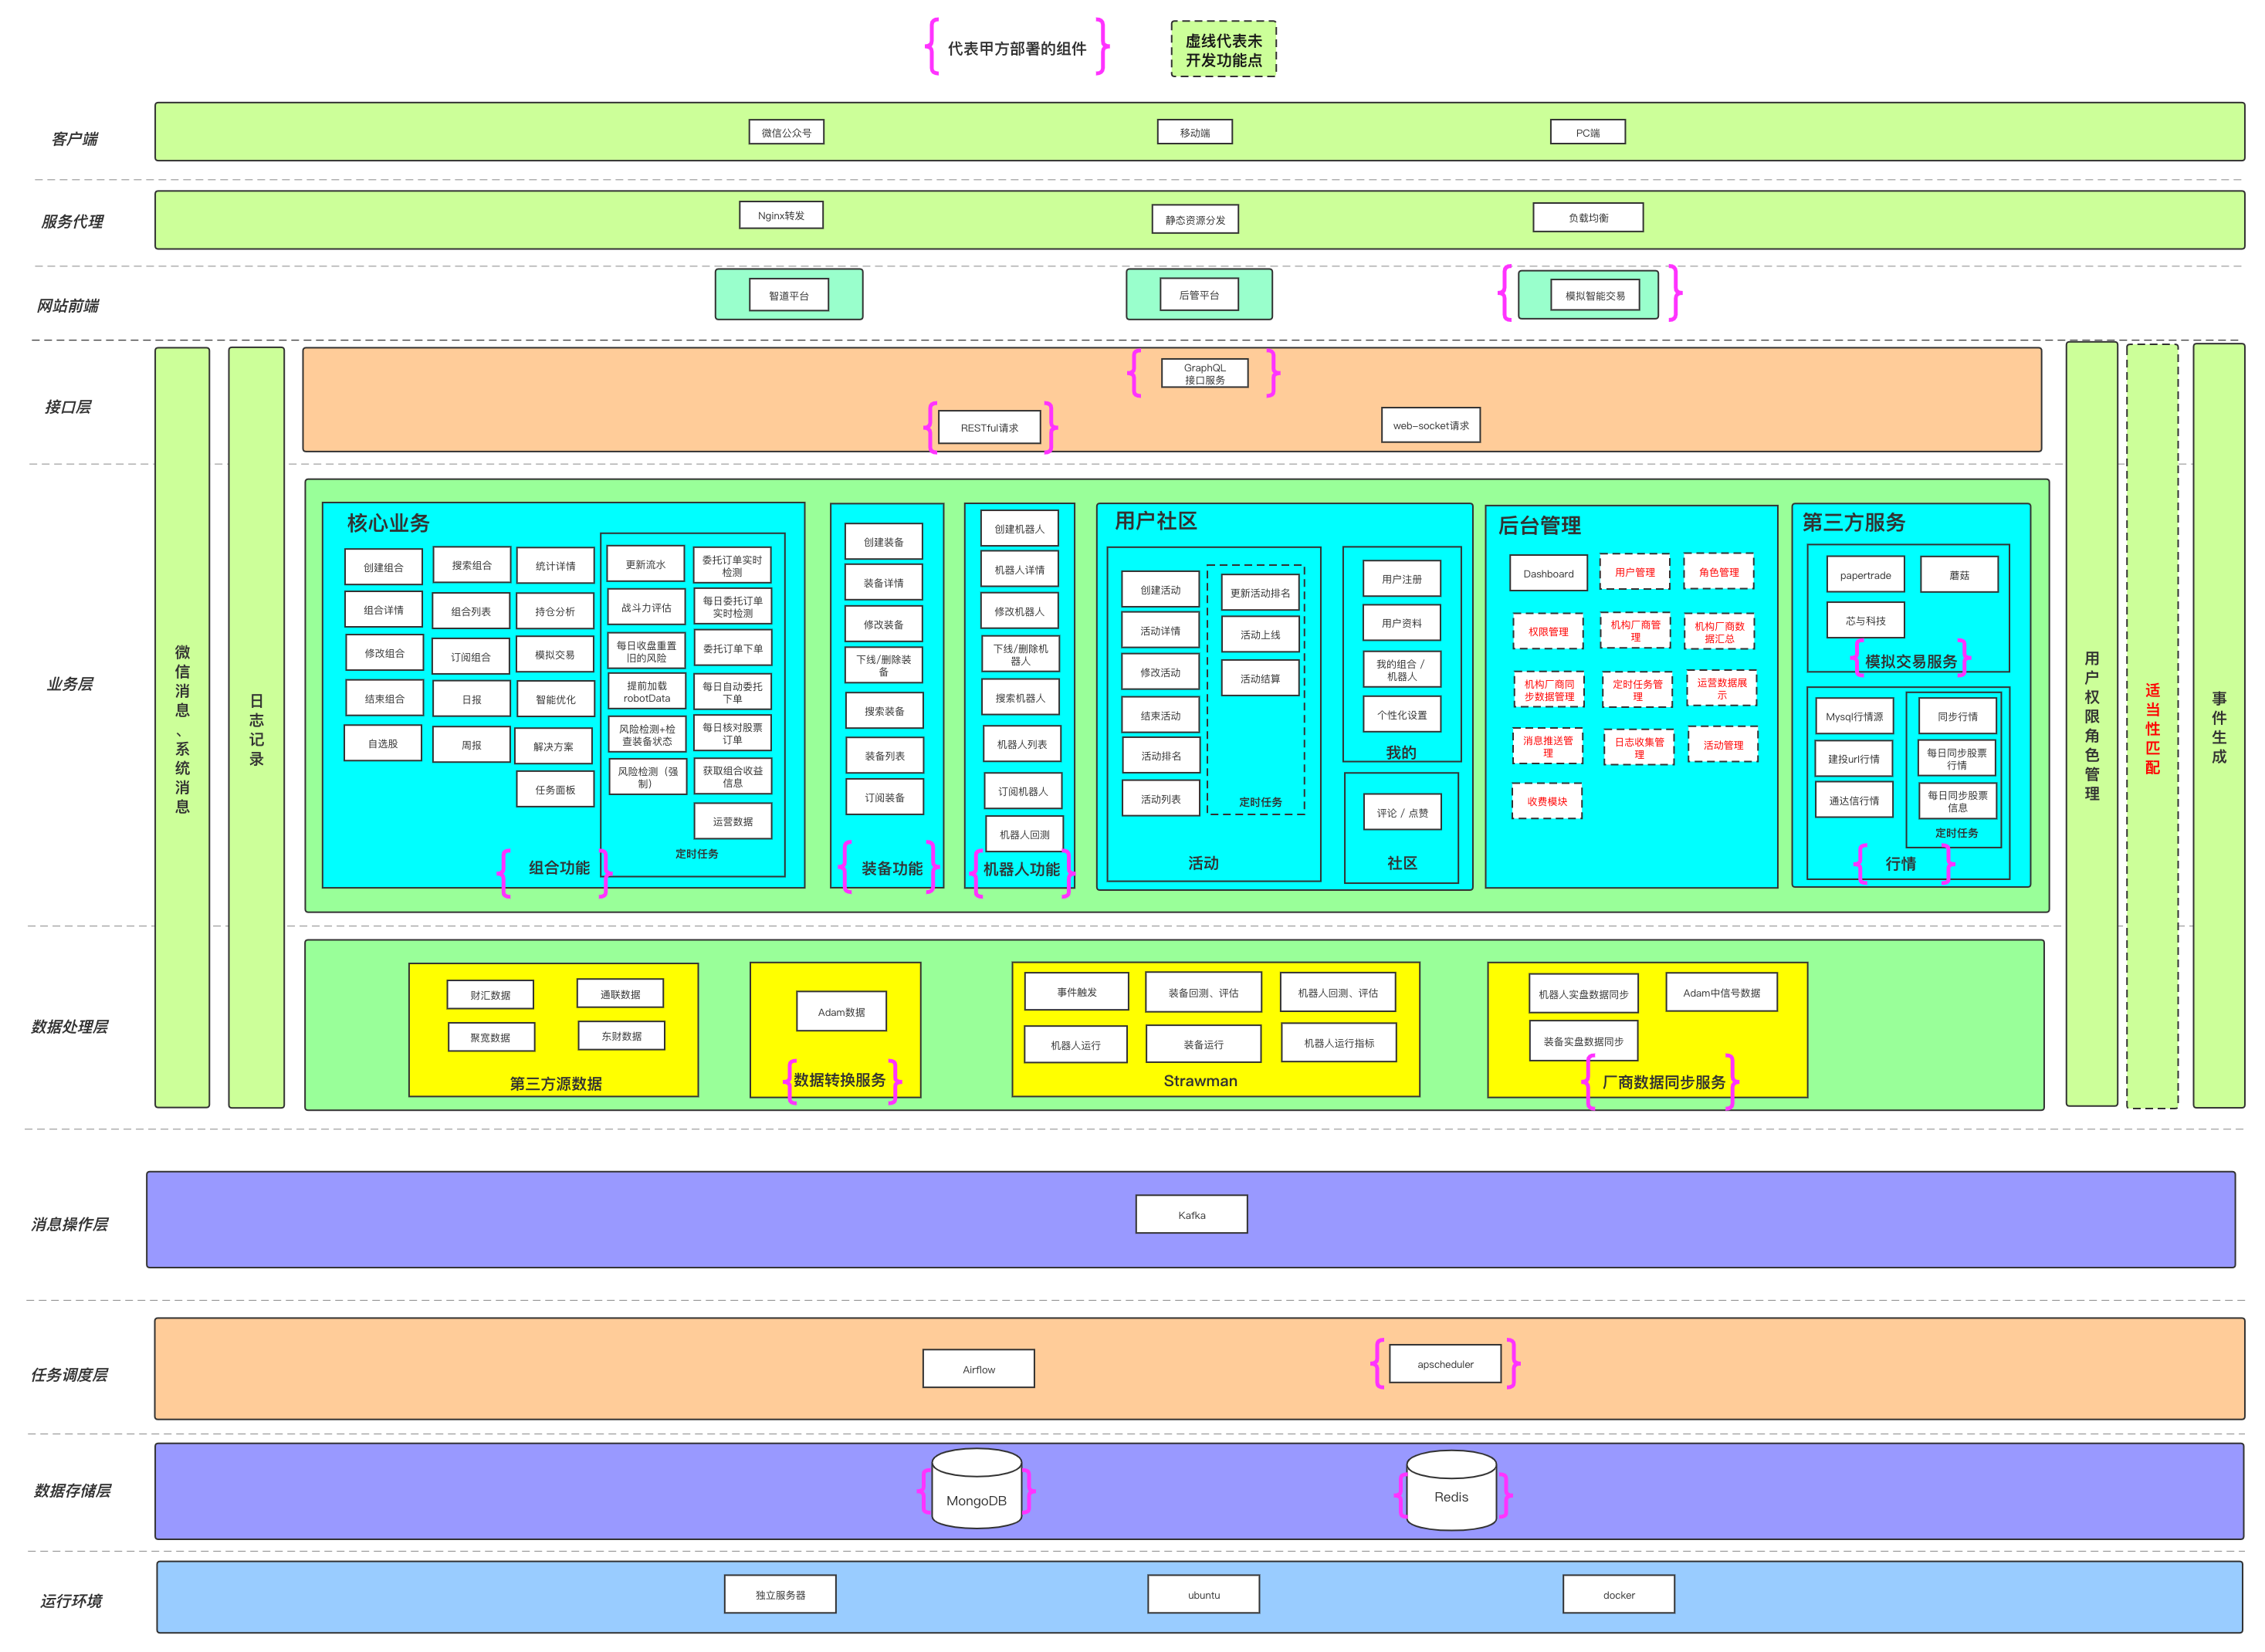 代表甲方部署的组件
虚线代表未
开发功能点
客户端
微信公众号
移动端
PC端
服务代理
Nginx转发
静态资源分发
负载均衡
网站前端
智道平台
后管平台
模拟智能交易
接口层
GraphQL
接口服务
RESTful请求
web-socket请求
微信消息、系统消息
日志记录
用户权限角色管理
适当性匹配
事件生成
业务层
核心业务
创建组合
组合详情
修改组合
结束组合
自选股
搜索组合
组合列表
订阅组合
日报
周报
统计详情
持仓分析
模拟交易
智能优化
解决方案
任务面板
更新流水
战斗力评估
每日收盘重置
旧的风险
提前加载
robotData
风险检测+检
查装备状态
风险检测（强
制）
委托订单实时
检测
每日委托订单
实时检测
委托订单下单
每日自动委托
下单
每日核对股票
订单
获取组合收益
信息
运营数据
定时任务
组合功能
创建装备
装备详情
修改装备
下线/删除装
备
搜索装备
装备列表
订阅装备
装备功能
创建机器人
机器人详情
修改机器人
下线/删除机
器人
搜索机器人
机器人列表
订阅机器人
机器人回测
机器人功能
用户社区
创建活动
活动详情
修改活动
结束活动
活动排名
活动列表
更新活动排名
活动上线
活动结算
定时任务
活动
用户注册
用户资料
我的组合 /
机器人
个性化设置
我的
评论 / 点赞
社区
后台管理
Dashboard
用户管理
角色管理
权限管理
机构厂商管
理
机构厂商数
据汇总
机构厂商同
步数据管理
定时任务管
理
运营数据展
示
消息推送管
理
日志收集管
理
活动管理
收费模块
第三方服务
papertrade
蘑菇
芯与科技
模拟交易服务
Mysql行情源
建投url行情
通达信行情
同步行情
每日同步股票
行情
每日同步股票
信息
定时任务
行情
数据处理层
财汇数据
通联数据
聚宽数据
东财数据
第三方源数据
Adam数据
数据转换服务
事件触发
装备回测、评估
机器人回测、评估
机器人运行
装备运行
机器人运行指标
Strawman
机器人实盘数据同步
Adam中信号数据
装备实盘数据同步
厂商数据同步服务
消息操作层
Kafka
任务调度层
Airflow
apscheduler
数据存储层
MongoDB
Redis
运行环境
独立服务器
ubuntu
docker